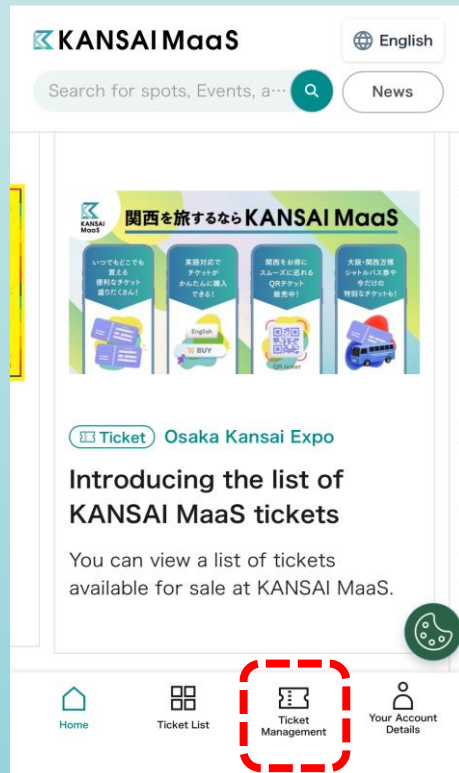 KANSAI MaaS
English
Search for spots, Events, a…
News
KANSAI
MaaS
関西を旅するなら KANSAI MaaS
いつでもどこでも
買える
便利なチケット
盛りだくさん!
英語対応で
チケットが
かんたんに購入
できる!
English
BUY
関西をお得に
スムーズに巡れる
QRチケット
販売中!
QR ticket
大阪・関西万博
シャトルバス券や
今だけの
特別なチケットも!
Ticket Osaka Kansai Expo
Introducing the list of
KANSAI MaaS tickets
You can view a list of tickets
available for sale at KANSAI MaaS.
Home
Ticket List
Ticket
Management
Your Account
Details